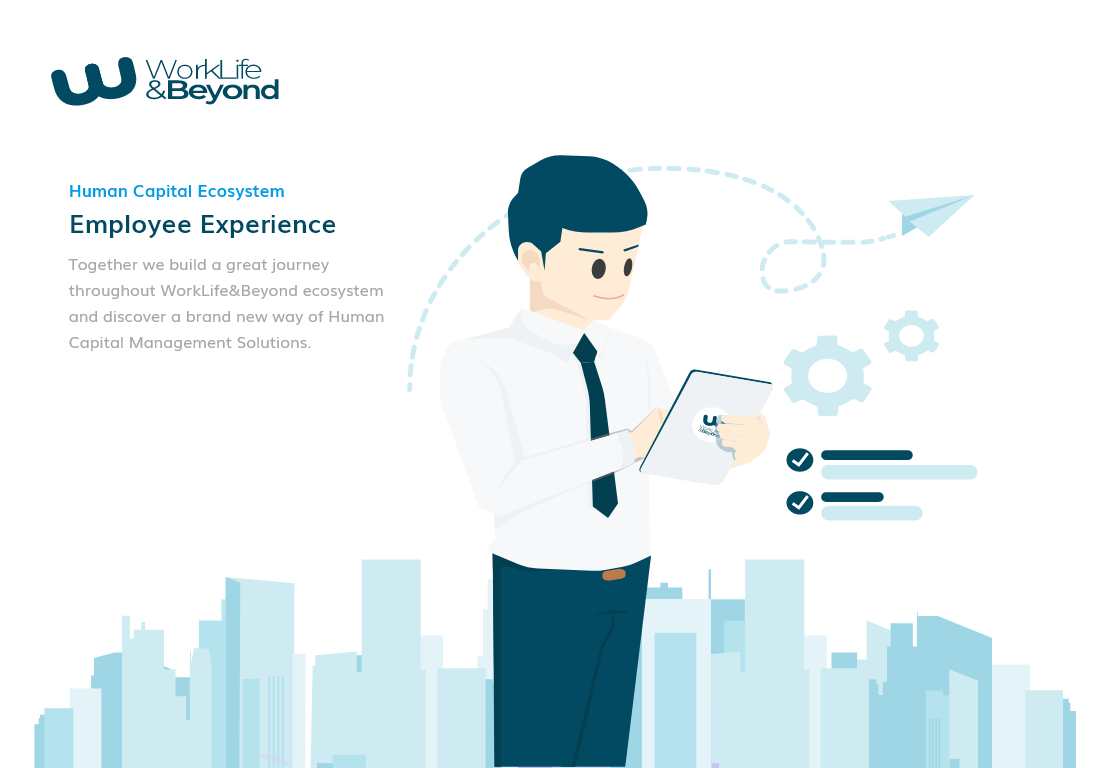 WorkLife
&Beyond
Human Capital Ecosystem
Employee Experience
Together we build a great journey
throughout WorkLife&Beyond ecosystem
and discover a brand new way of Human
Capital Management Solutions.